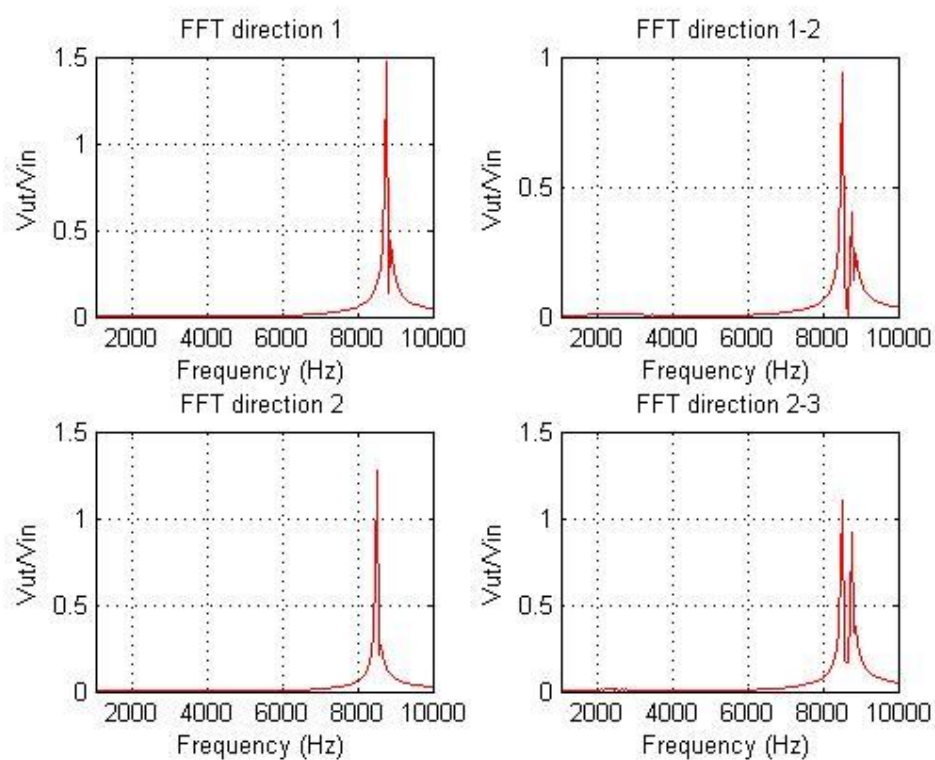 FFT direction 1
1.5
1
0.5
0
Vut/Vin
2000 4000 6000 8000 10000
Frequency (Hz)
FFT direction 1-2
1
0.5
0
Vut/Vin
2000 4000 6000 8000 10000
Frequency (Hz)
FFT direction 2
1.5
1
0.5
0
Vut/Vin
2000 4000 6000 8000 10000
Frequency (Hz)
FFT direction 2-3
1.5
1
0.5
0
Vut/Vin
2000 4000 6000 8000 10000
Frequency (Hz)